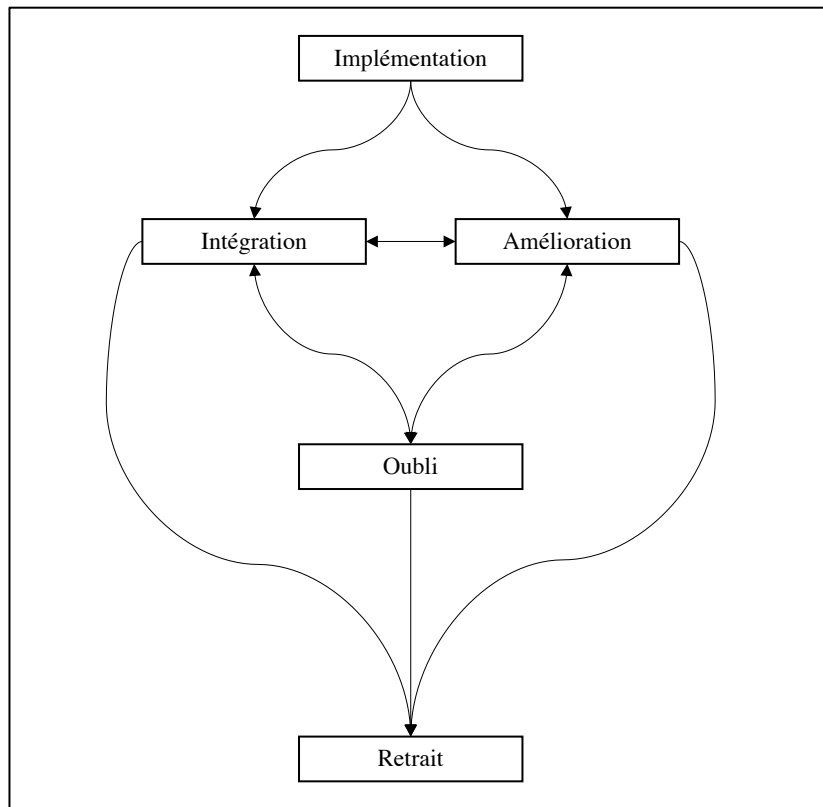 Implémentation
Intégration
Amélioration
Oubli
Retrait